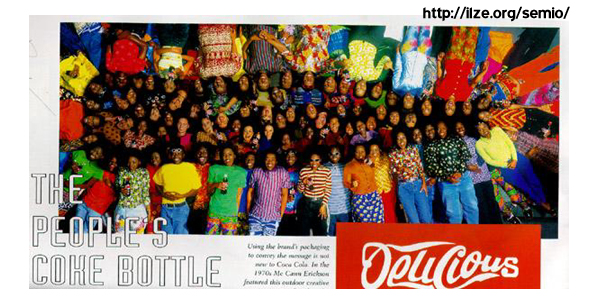 http://ilze.org/semio/
THE
PEOPLE'S
COKE BOTTLE
Using the brand's packaging
to convey the message is not
new to Coca Cola. In the
1970s Mc Cann Erickson
featured this outdoor creative
Delicious